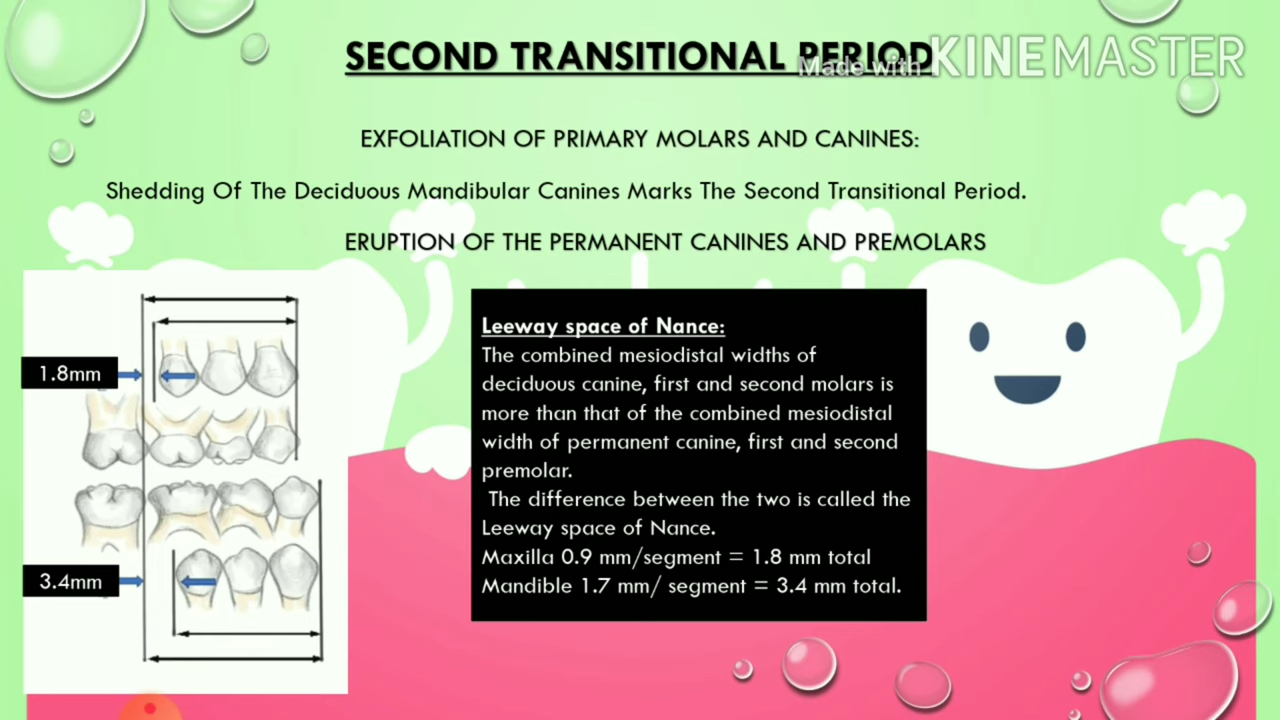 SECOND TRANSITIONAL PERIOD
Made with KINEMASTER
EXFOLIATION OF PRIMARY MOLARS AND CANINES:
Shedding Of The Deciduous Mandibular Canines Marks The Second Transitional Period.
ERUPTION OF THE PERMANENT CANINES AND PREMOLARS
1.8mm
3.4mm
Leeway space of Nance:
The combined mesiodistal widths of
deciduous canine, first and second molars is
more than that of the combined mesiodistal
width of permanent canine, first and second
premolar.
The difference between the two is called the
Leeway space of Nance.
Maxilla 0.9 mm/segment = 1.8 mm total
Mandible 1.7 mm/ segment = 3.4 mm total.